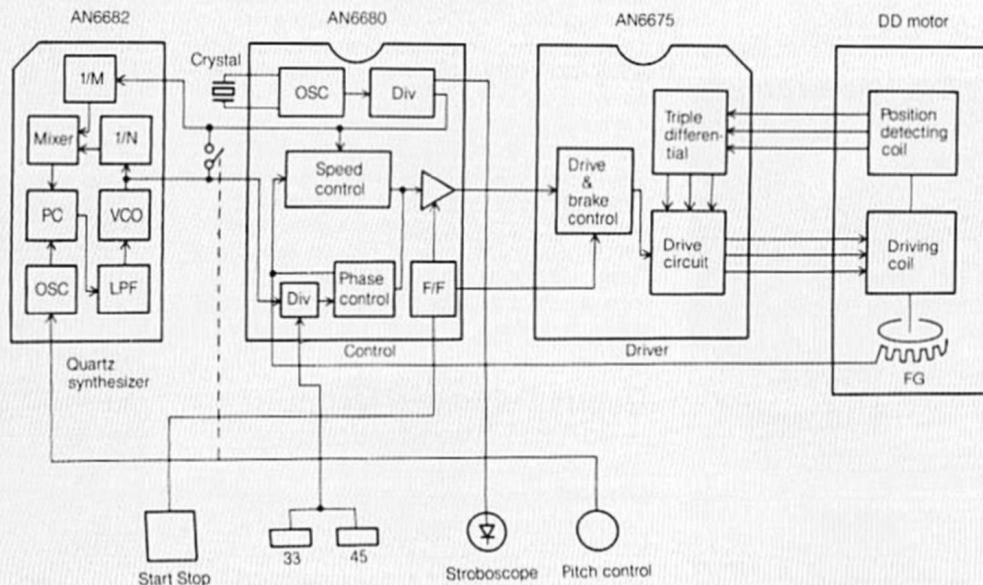 AN6682
AN6680
AN6675
DD motor
1/M
Mixer
1/N
PC
VCO
OSC
LPF
Quartz
synthesizer
Crystal
OSC
Div
Speed
control
Div
Phase
control
F/F
Control
Drive
&
brake
control
Triple
differen-
tial
Drive
circuit
Driver
Position
detecting
coil
Driving
coil
FG
Start Stop
33
45
Stroboscope
Pitch control